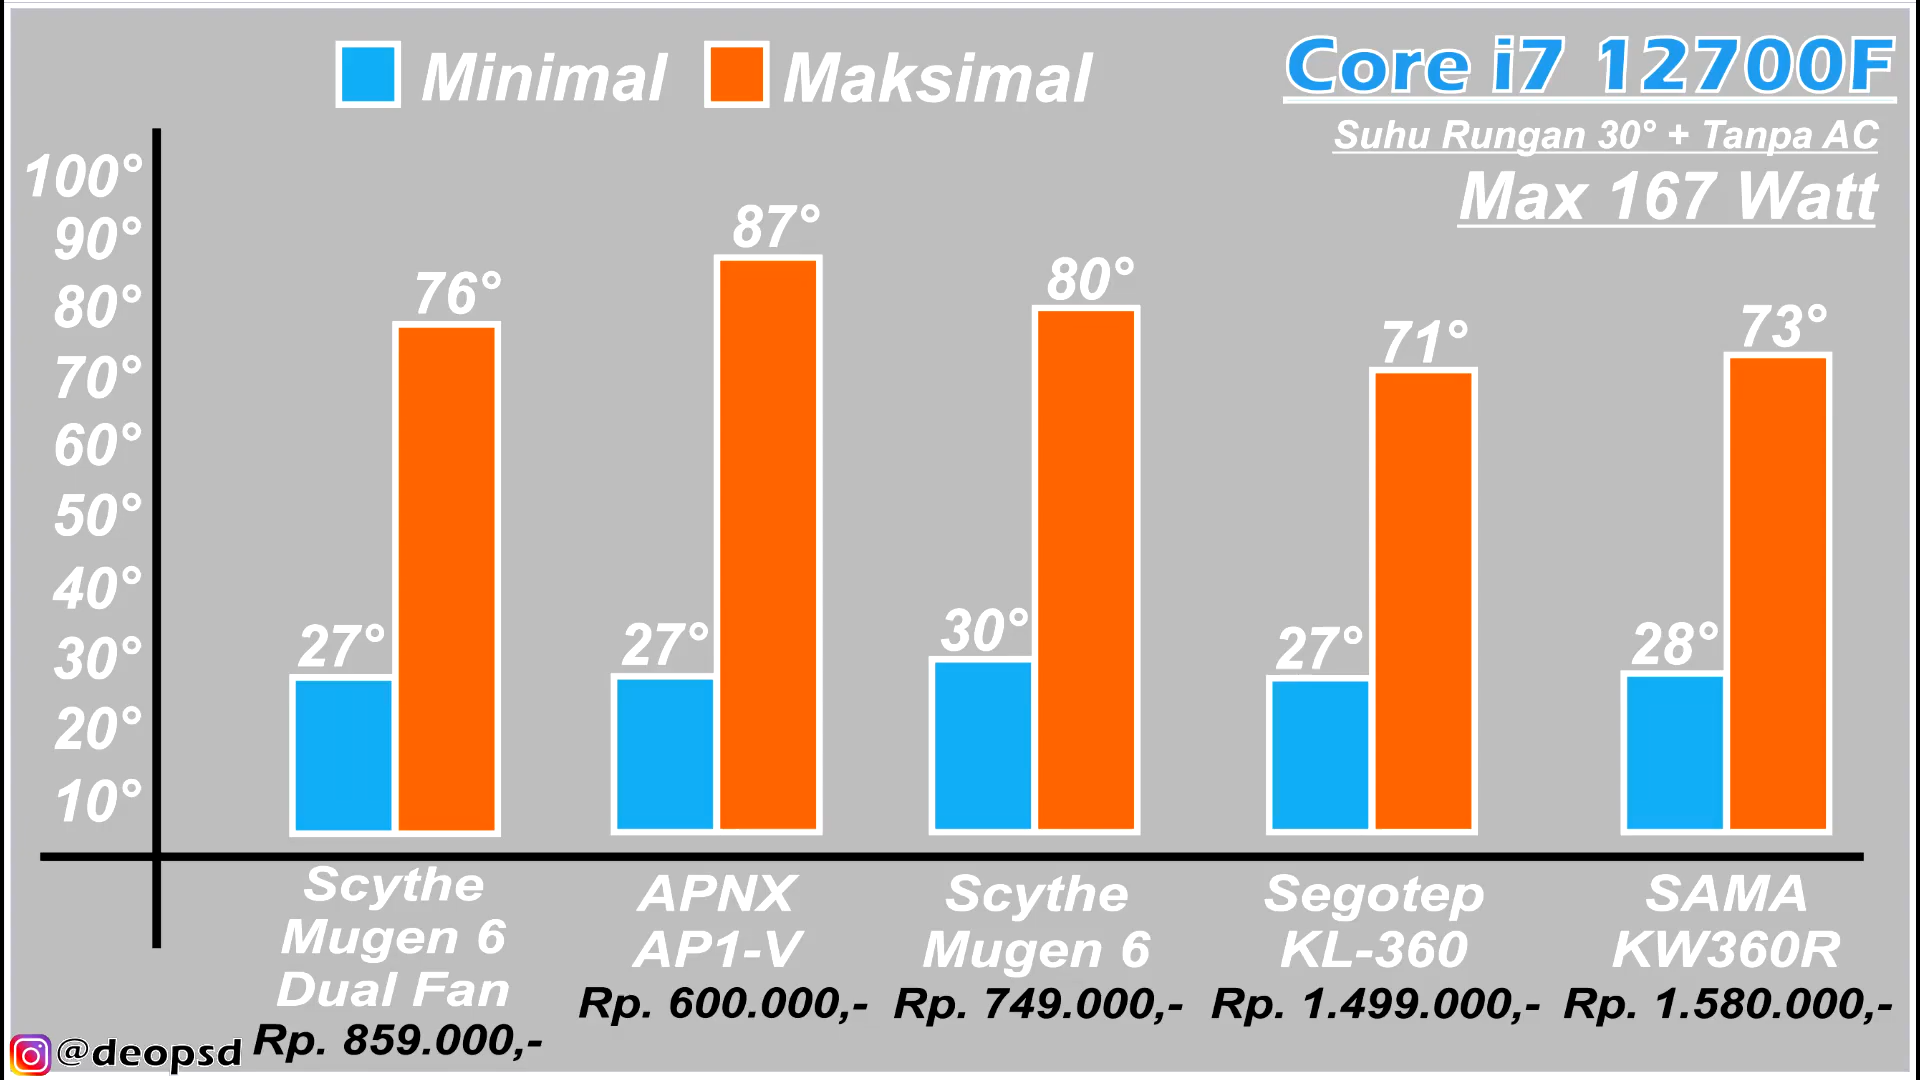 Minimal Maksimal
Core i7 12700F
Suhu Rungan 30° + Tanpa AC
Max 167 Watt
100°
90°
80°
70°
60°
50°
40°
30°
20°
10°
27° 76°
27° 87°
30° 80°
27° 71°
28° 73°
Scythe
Mugen 6
Dual Fan
Rp. 859.000,-
APNX
AP1-V
Rp. 600.000,-
Scythe
Mugen 6
Rp. 749.000,-
Segotep
KL-360
Rp. 1.499.000,-
SAMA
KW360R
Rp. 1.580.000,-
@deopsd